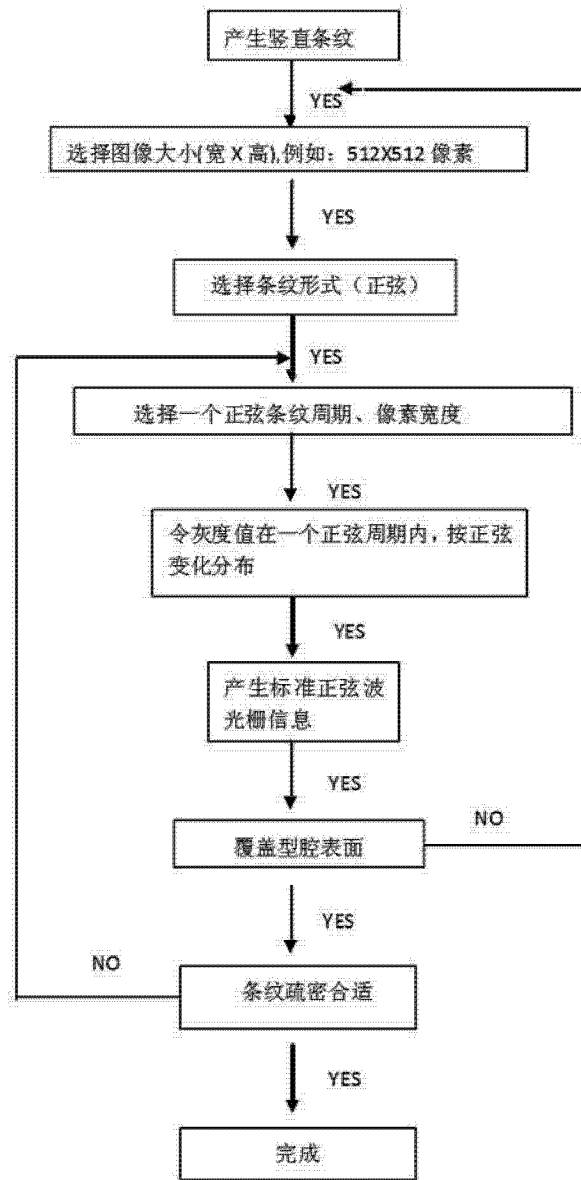 产生竖直条纹
YES
选择图像大小(宽 X 高),例如：512X512 像素
YES
选择条纹形式（正弦）
YES
选择一个正弦条纹周期、像素宽度
YES
令灰度值在一个正弦周期内，按正弦
变化分布
YES
产生标准正弦波
光栅信息
YES
NO
覆盖型腔表面
YES
NO
条纹疏密合适
YES
完成